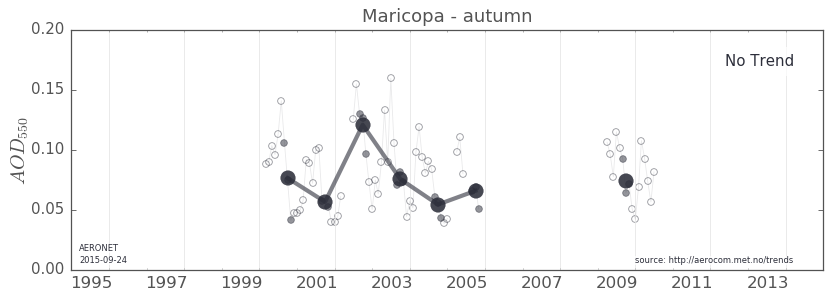 Maricopa - autumn
No Trend
AOD550
0.20
0.15
0.10
0.05
0.00
AERONET
2015-09-24
source: http://aerocom.met.no/trends
1995 1997 1999 2001 2003 2005 2007 2009 2011 2013